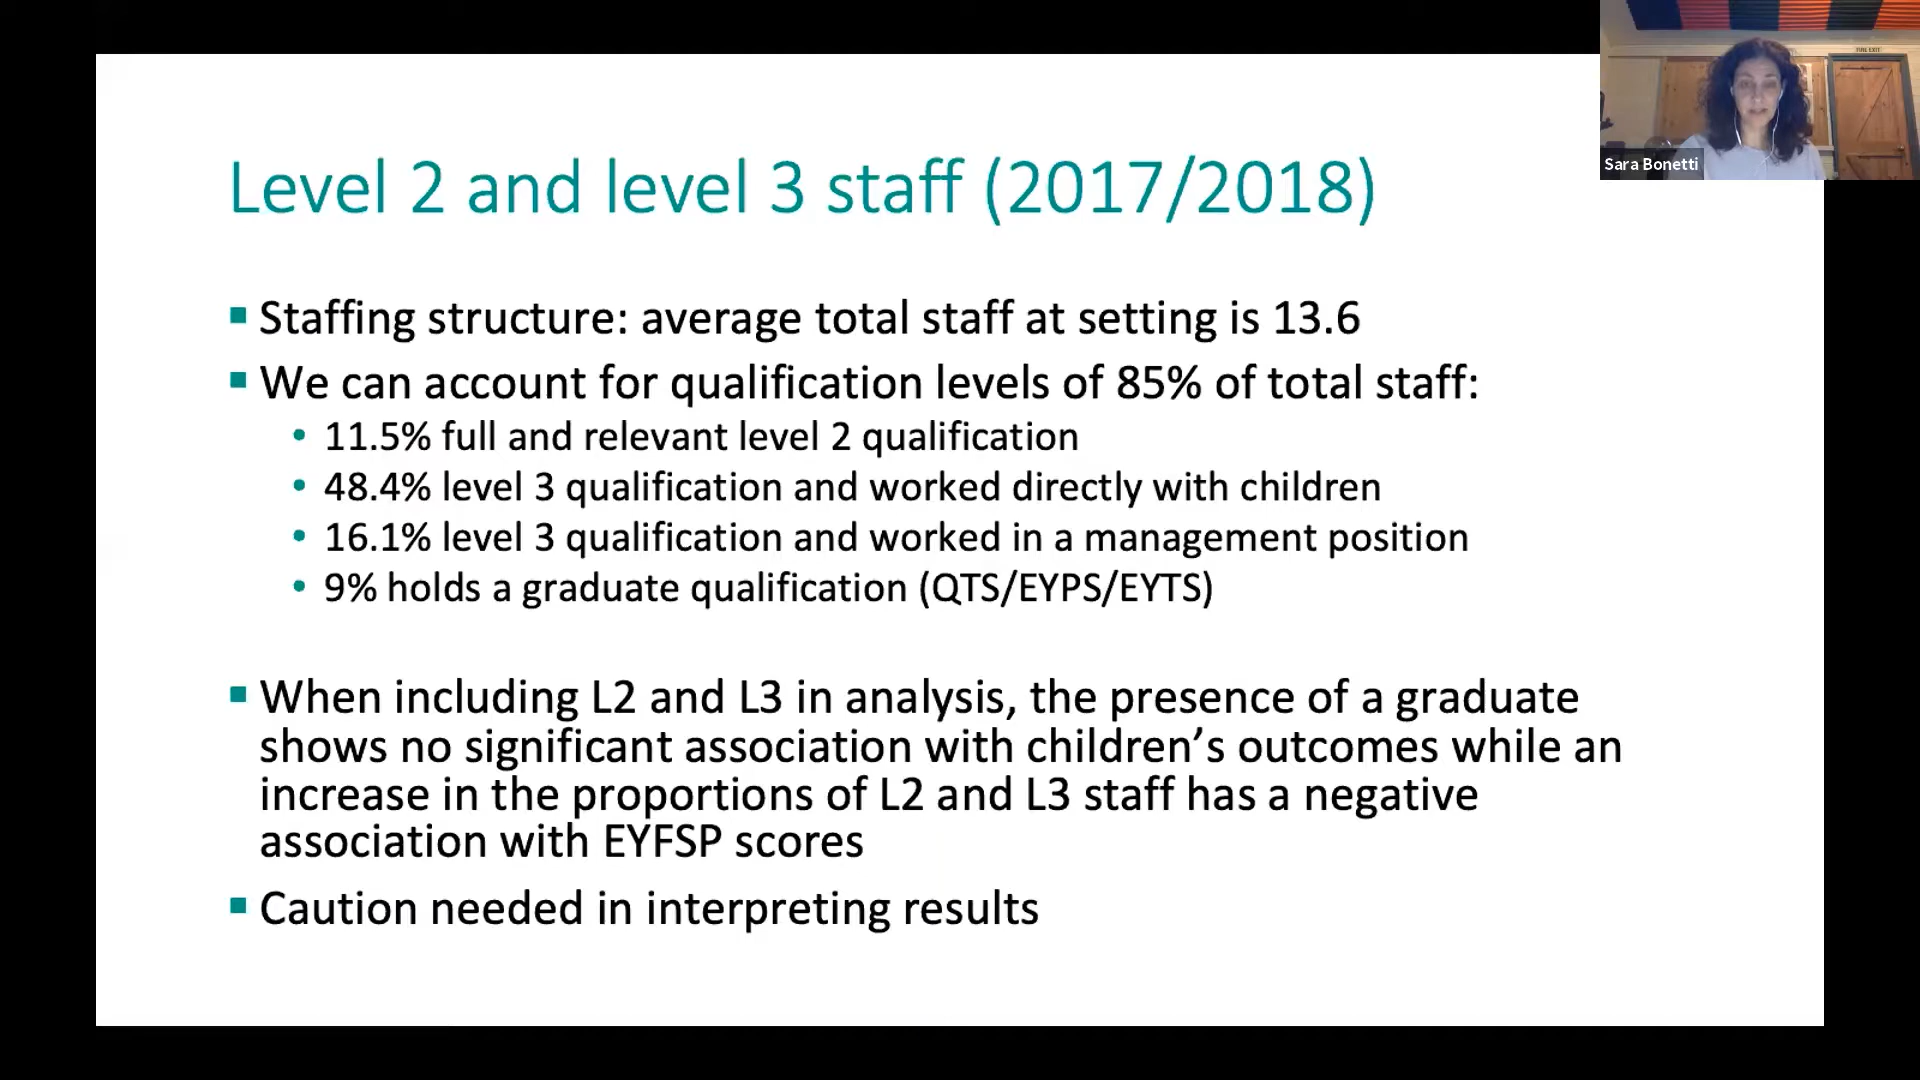 FIRE EXIT
Sara Bonetti
Level 2 and level 3 staff (2017/2018)
▪ Staffing structure: average total staff at setting is 13.6
▪ We can account for qualification levels of 85% of total staff:
• 11.5% full and relevant level 2 qualification
• 48.4% level 3 qualification and worked directly with children
• 16.1% level 3 qualification and worked in a management position
• 9% holds a graduate qualification (QTS/EYPS/EYTS)
▪ When including L2 and L3 in analysis, the presence of a graduate
shows no significant association with children’s outcomes while an
increase in the proportions of L2 and L3 staff has a negative
association with EYFSP scores
▪ Caution needed in interpreting results